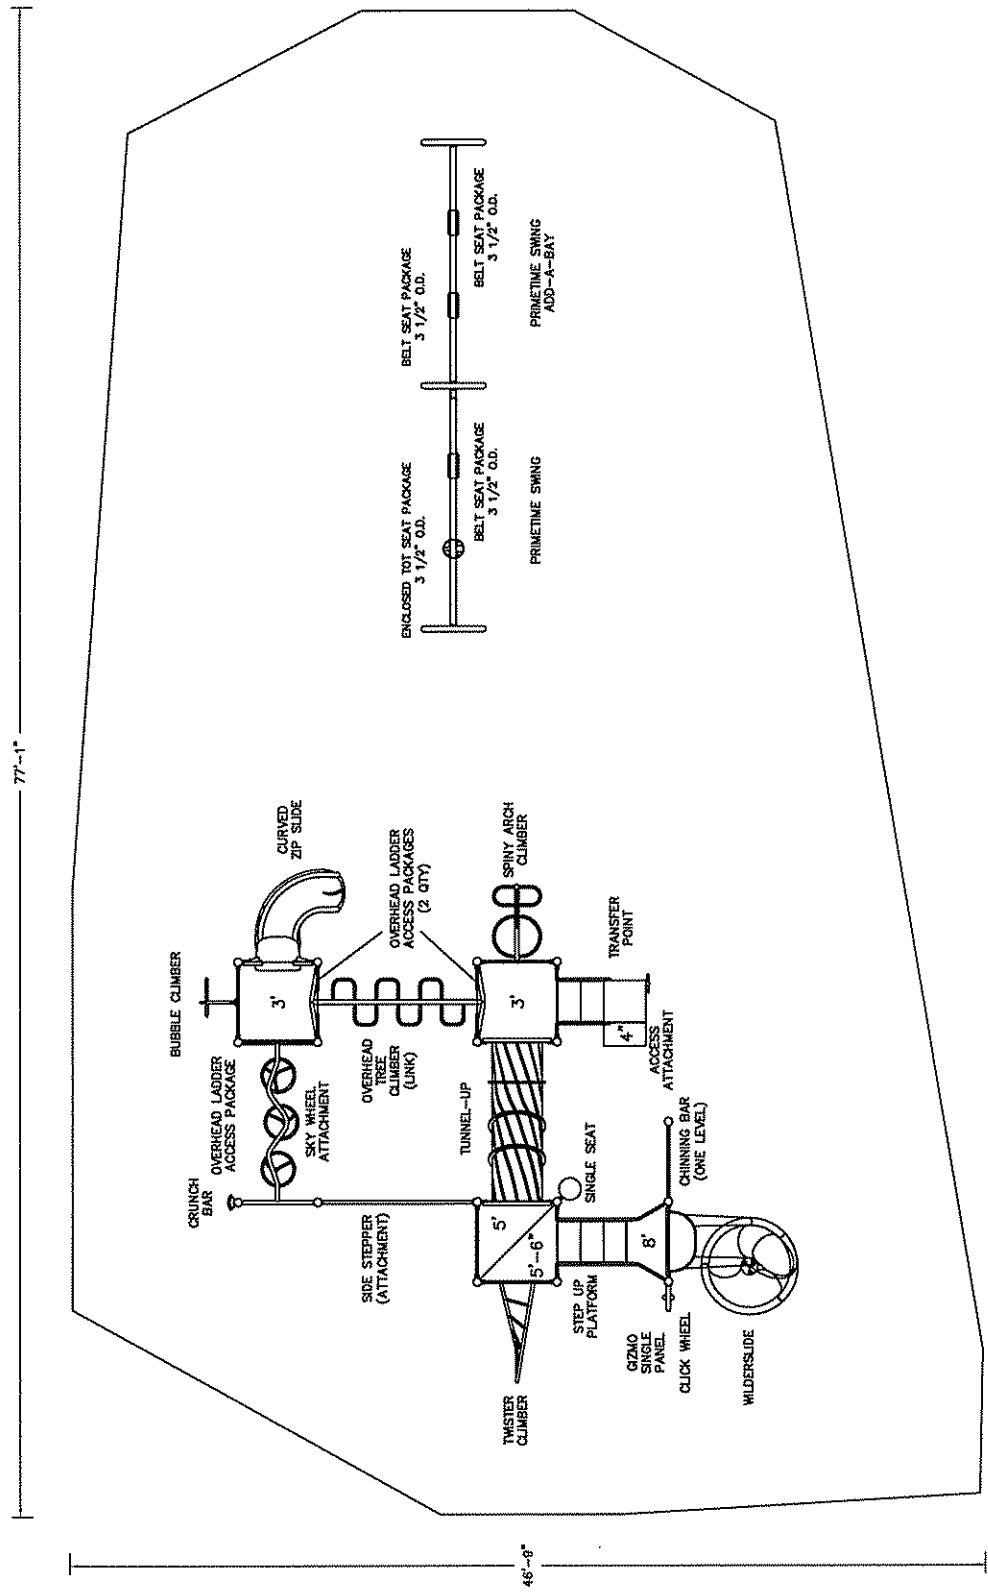 77'-1"
46'-9"
CRUNCH
BAR
OVERHEAD LADDER
ACCESS PACKAGE
BUBBLE CLIMBER
SKY WHEEL
ATTACHMENT
3'
CURVED
ZIP SLIDE
SIDE STEPPER
(ATTACHMENT)
OVERHEAD
TREE
CLIMBER
(LINK)
OVERHEAD LADDER
ACCESS PACKAGES
(2 QTY)
TWISTER
CLIMBER
5'
5'-6"
TUNNEL-UP
3'
SPINY ARCH
CLIMBER
STEP UP
PLATFORM
SINGLE SEAT
4"
TRANSFER
POINT
GIZMO
SINGLE
PANEL
8'
ACCESS
ATTACHMENT
CLICK WHEEL
CHINNING BAR
(ONE LEVEL)
WILDERSLIDE
ENCLOSED TOT SEAT PACKAGE
3 1/2" O.D.
BELT SEAT PACKAGE
3 1/2" O.D.
BELT SEAT PACKAGE
3 1/2" O.D.
BELT SEAT PACKAGE
3 1/2" O.D.
PRIMETIME SWING
PRIMETIME SWING
ADD-A-BAY